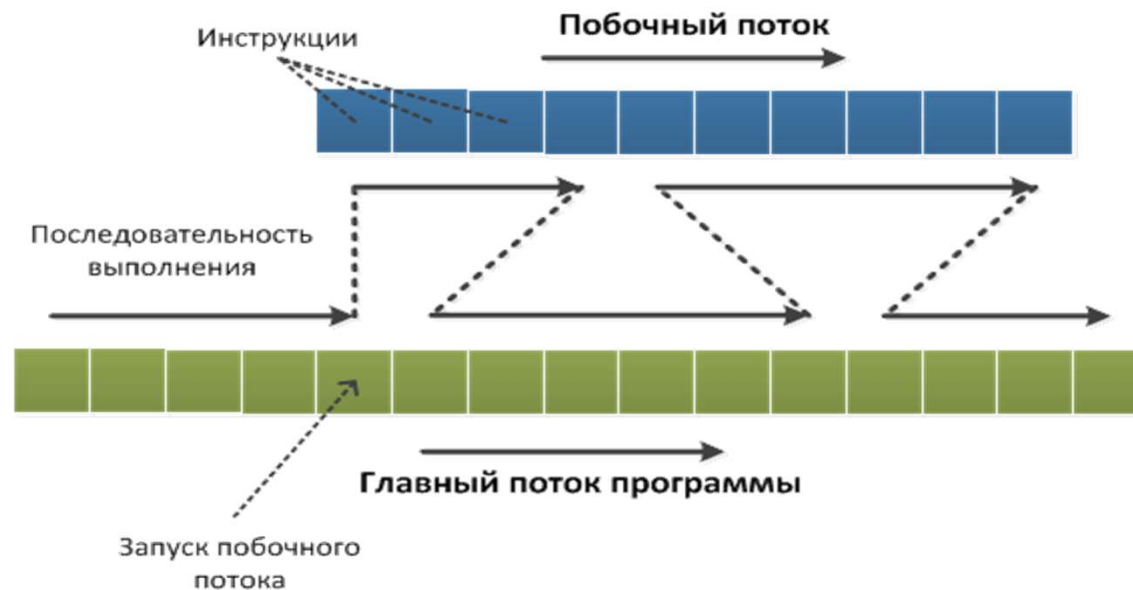 Побочный поток
Инструкции
Последовательность
выполнения
Главный поток программы
Запуск побочного
потока